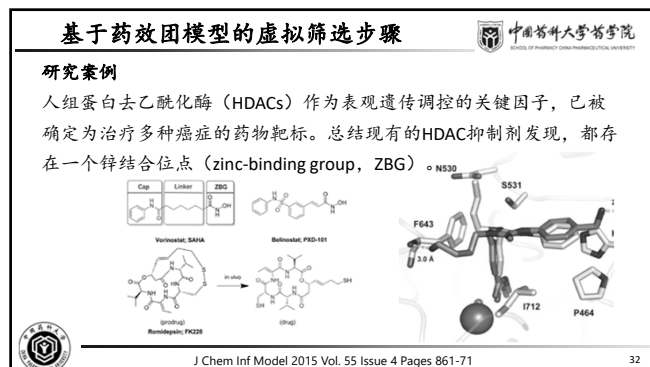 基于药效团模型的虚拟筛选步骤
中国药科大学药学院
SCHOOL OF PHARMACY CHINA PHARMACEUTICAL UNIVERSITY
研究案例
人组蛋白去乙酰化酶（HDACs）作为表观遗传调控的关键因子，已被
确定为治疗多种癌症的药物靶标。总结现有的HDAC抑制剂发现，都存
在一个锌结合位点（zinc-binding group，ZBG）。
Cap Linker ZBG
Vorinostat; SAHA
Belinostat; PXD-101
in vivo
(prodrug)
Romidepsin; FK228
(drug)
N530
S531
F643
3.0 Å
I712
P464
J Chem Inf Model 2015 Vol. 55 Issue 4 Pages 861-71
32